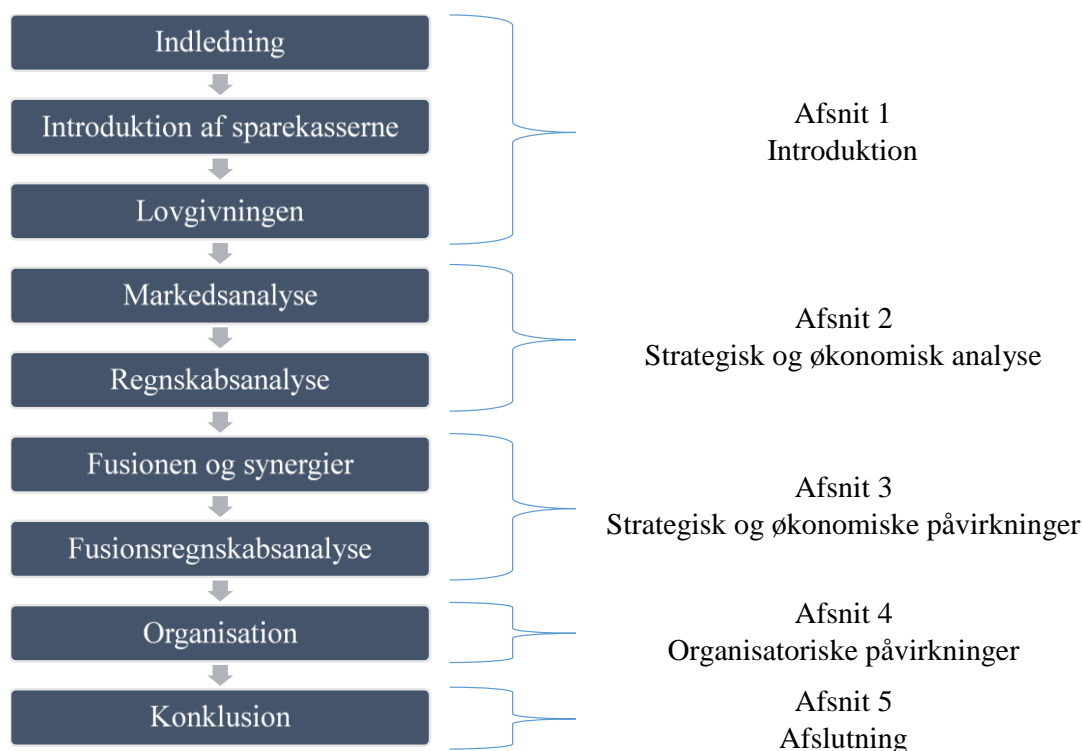 Indledning
Introduktion af sparekasserne
Lovgivningen
Afsnit 1
Introduktion
Markedsanalyse
Regnskabsanalyse
Afsnit 2
Strategisk og økonomisk analyse
Fusionen og synergier
Fusionsregnskabsanalyse
Afsnit 3
Strategisk og økonomiske påvirkninger
Organisation
Afsnit 4
Organisatoriske påvirkninger
Konklusion
Afsnit 5
Afslutning